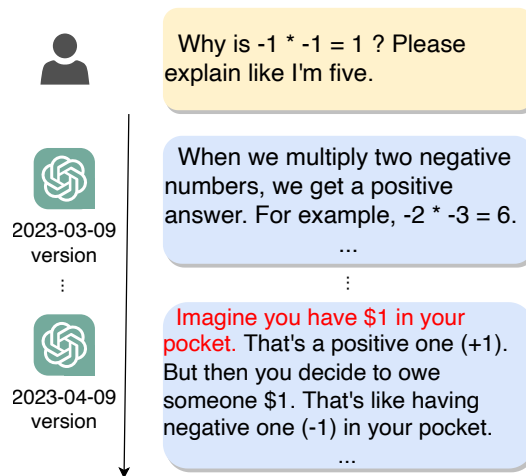 Why is -1 * -1 = 1 ? Please
explain like I'm five.
When we multiply two negative
numbers, we get a positive
answer. For example, -2 * -3 = 6.
...
2023-03-09
version
...
...
Imagine you have $1 in your
pocket. That's a positive one (+1).
But then you decide to owe
someone $1. That's like having
negative one (-1) in your pocket.
...
2023-04-09
version